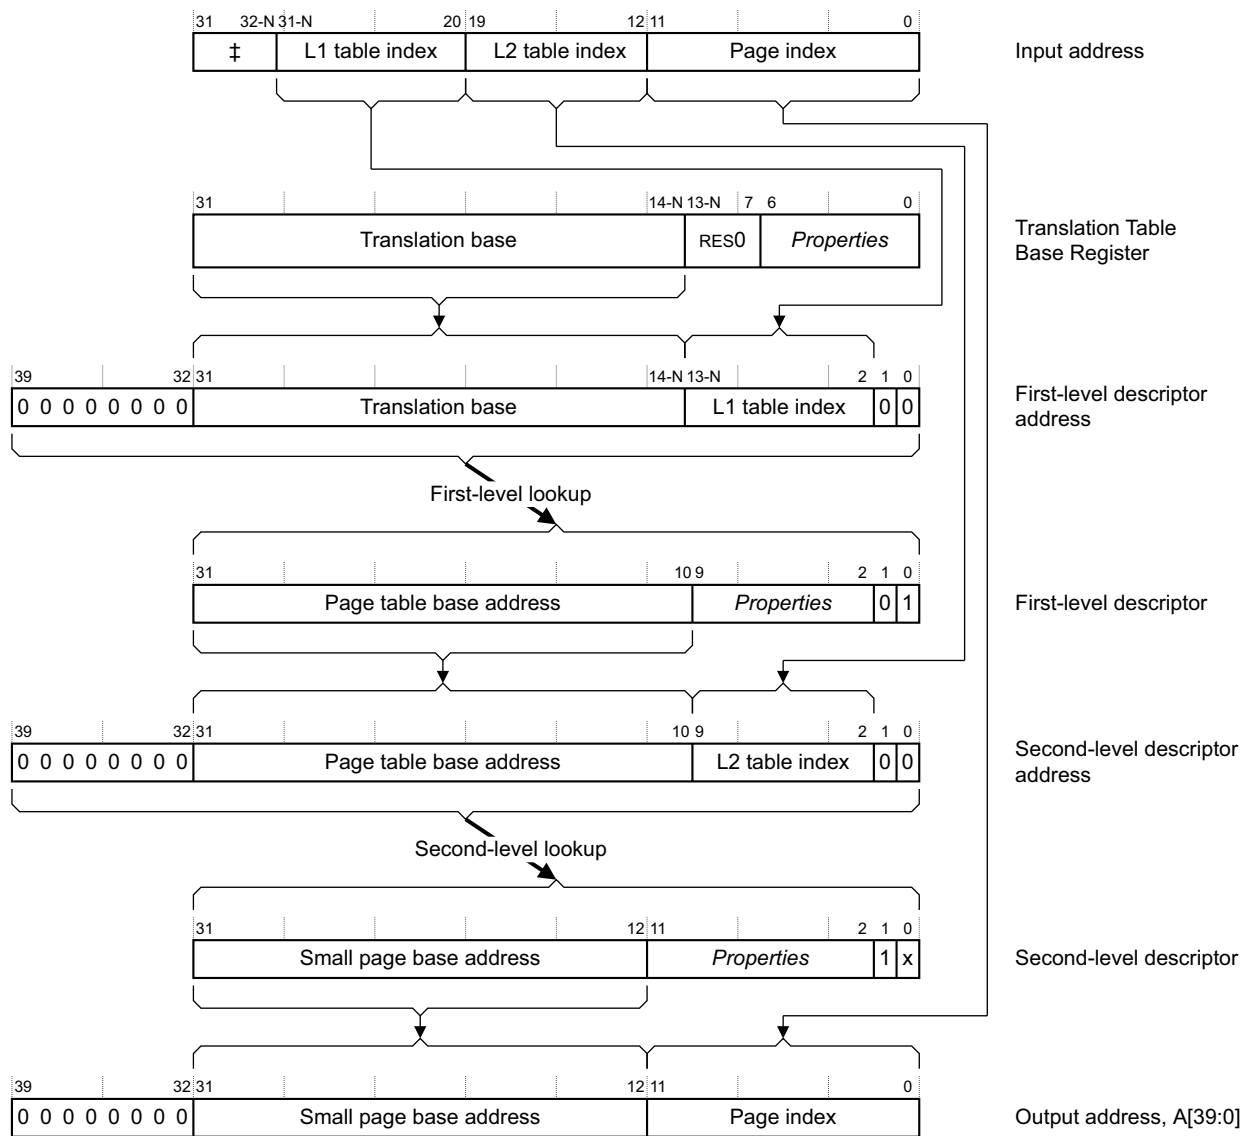 31 32-N 31-N 20 19 12 11 0
‡ L1 table index L2 table index Page index Input address
31 14-N 13-N 7 6 0
Translation base RES0 Properties Translation Table
Base Register
39 32 31 14-N 13-N 2 1 0
0 0 0 0 0 0 0 0 Translation base L1 table index 0 0 First-level descriptor
address
First-level lookup
31 10 9 2 1 0
Page table base address Properties 0 1 First-level descriptor
39 32 31 10 9 2 1 0
0 0 0 0 0 0 0 0 Page table base address L2 table index 0 0 Second-level descriptor
address
Second-level lookup
31 12 11 2 1 0
Small page base address Properties 1 x Second-level descriptor
39 32 31 12 11 0
0 0 0 0 0 0 0 0 Small page base address Page index Output address, A[39:0]